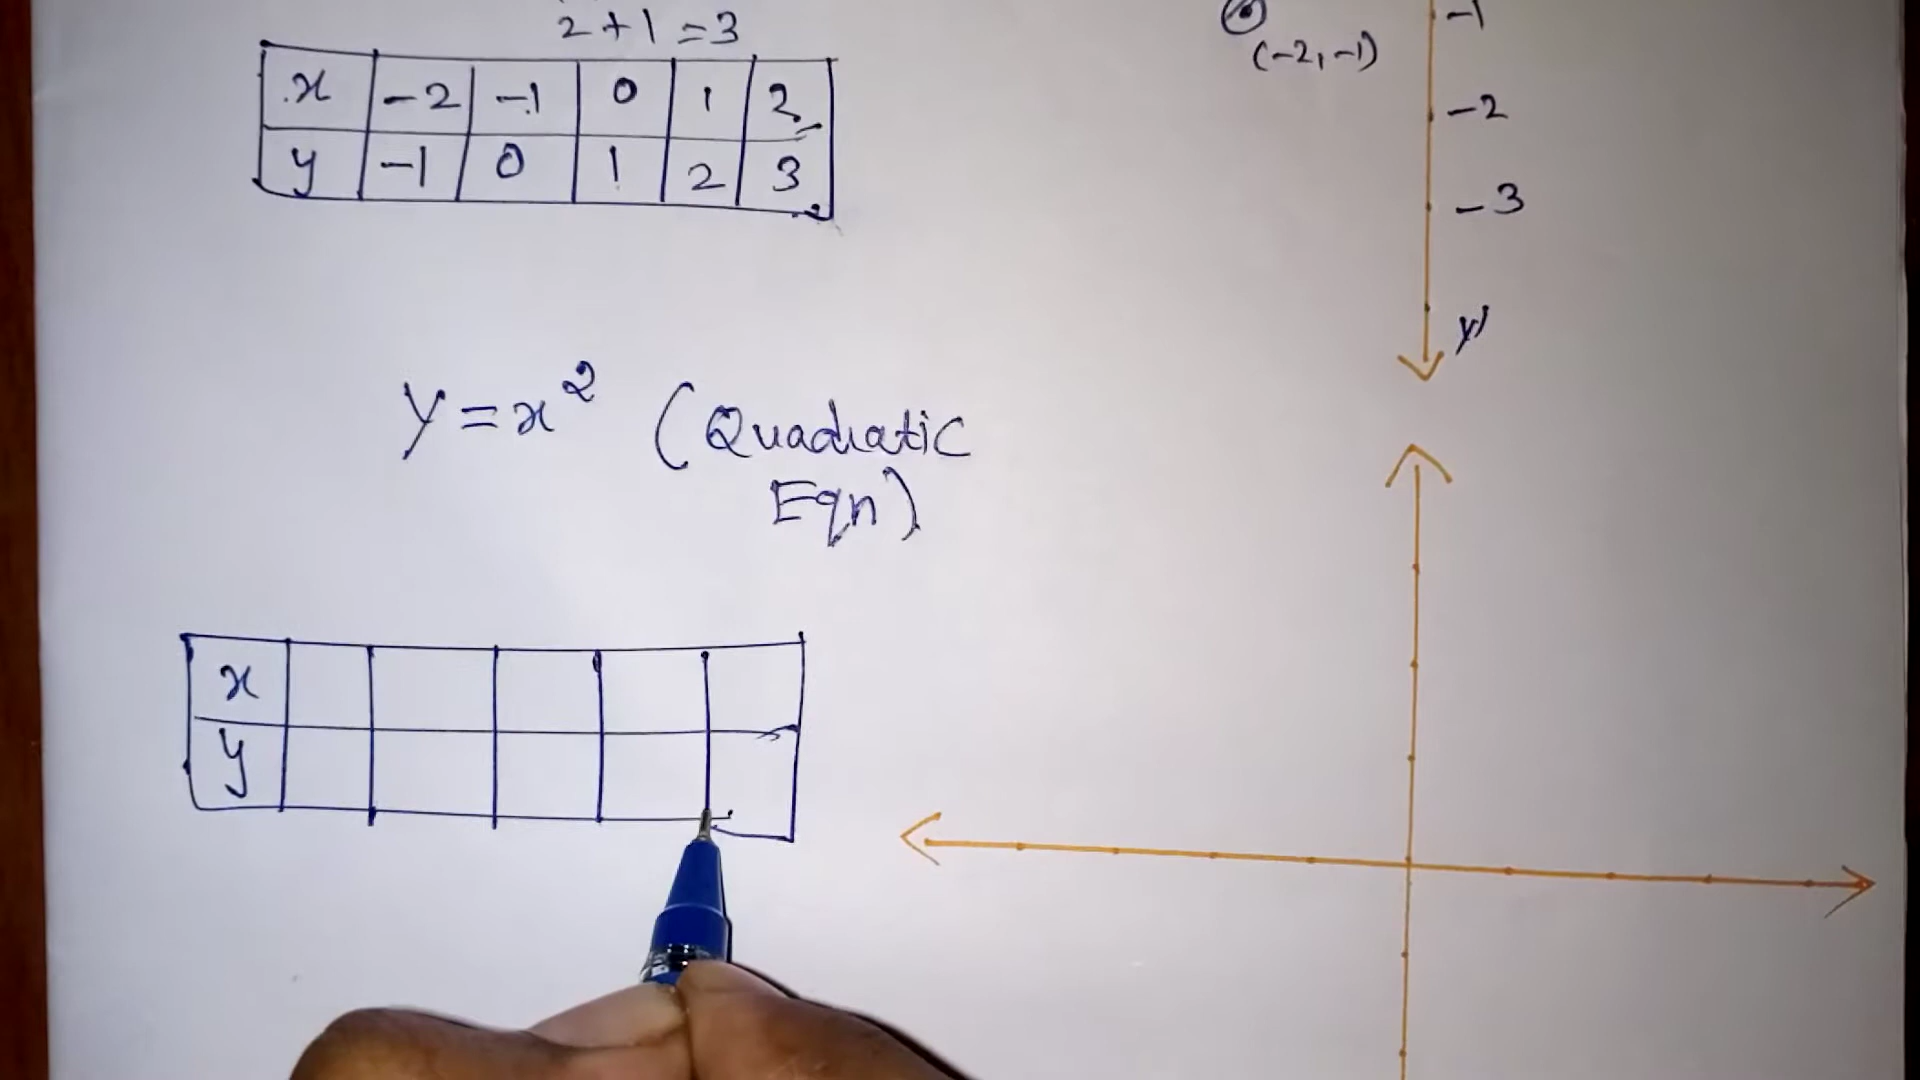 2 + 1 = 3
x -2 -1 0 1 2
y -1 0 1 2 3
-1
(-2, -1)
-2
-3
y'
y = x² (Quadratic
Eqn)
x
y